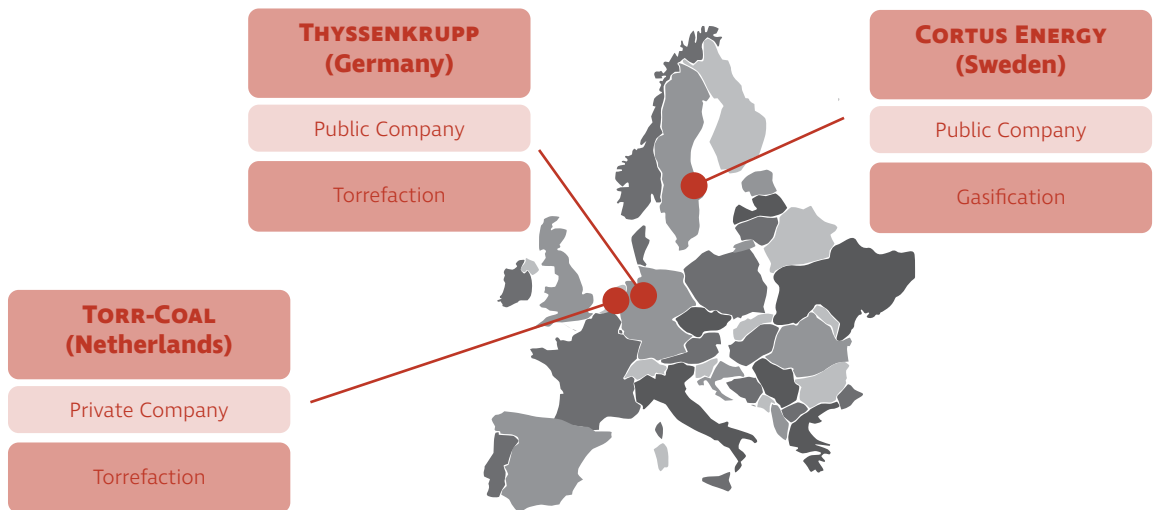 THYSSENKRUPP
(Germany)
Public Company
Torrefaction
CORTUS ENERGY
(Sweden)
Public Company
Gasification
TORR-COAL
(Netherlands)
Private Company
Torrefaction